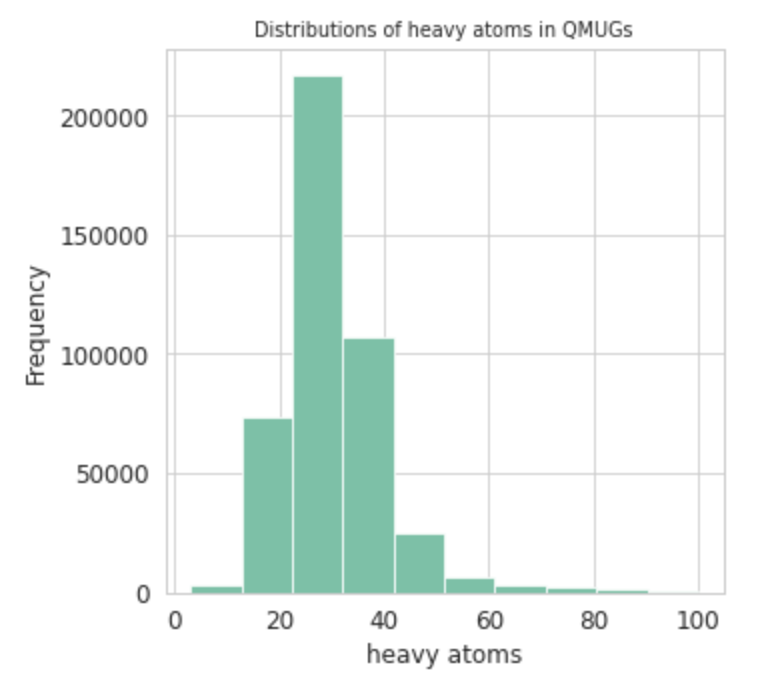 Distributions of heavy atoms in QMUGs
200000
150000
100000
50000
0
Frequency
0 20 40 60 80 100
heavy atoms